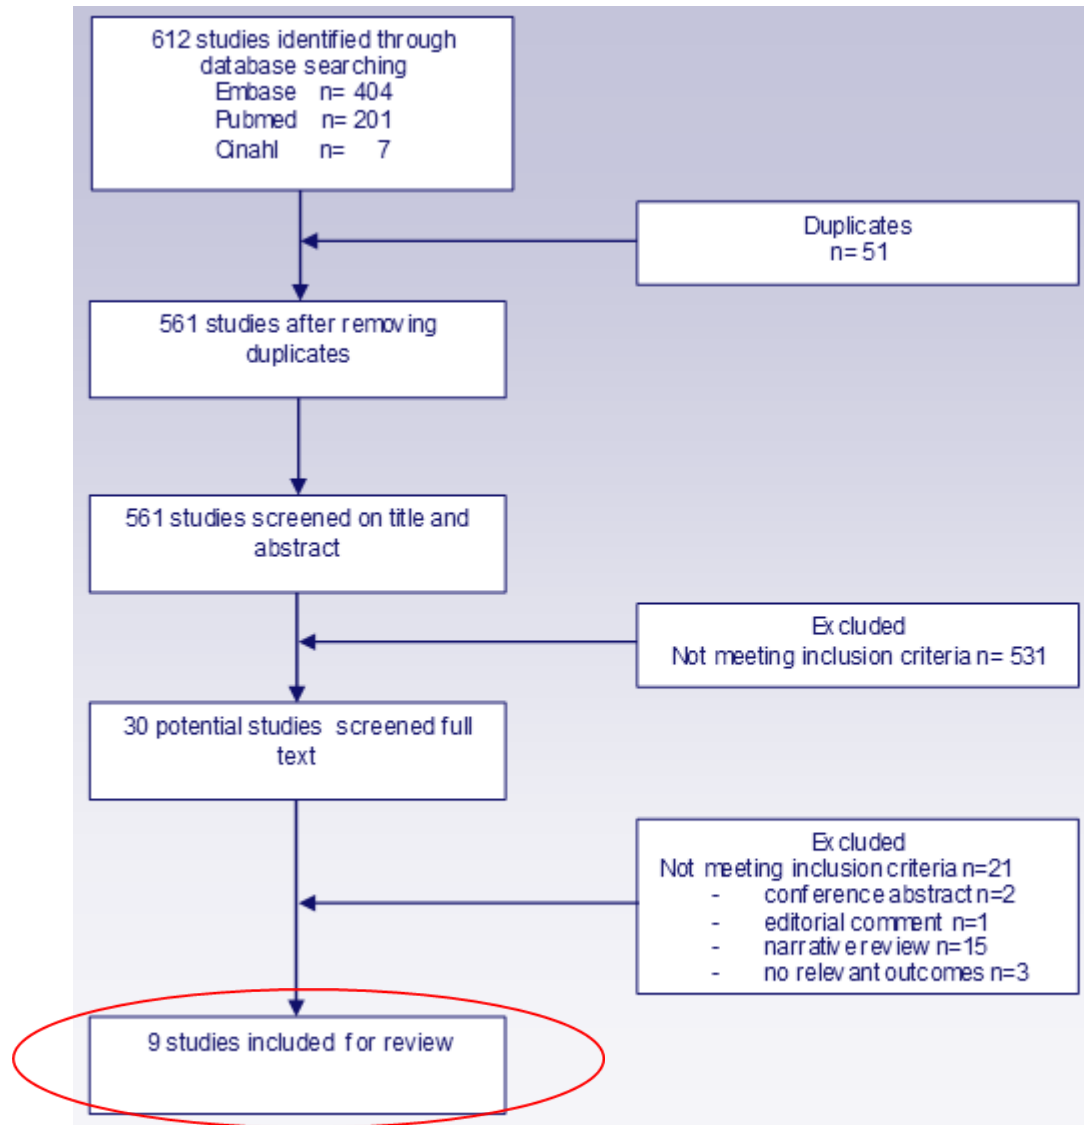 612 studies identified through
database searching
Embase n= 404
Pubmed n= 201
Cinahl n= 7
Duplicates
n= 51
561 studies after removing
duplicates
561 studies screened on title and
abstract
Excluded
Not meeting inclusion criteria n= 531
30 potential studies screened full
text
Excluded
Not meeting inclusion criteria n=21
- conference abstract n=2
- editorial comment n=1
- narrative review n=15
- no relevant outcomes n=3
9 studies included for review